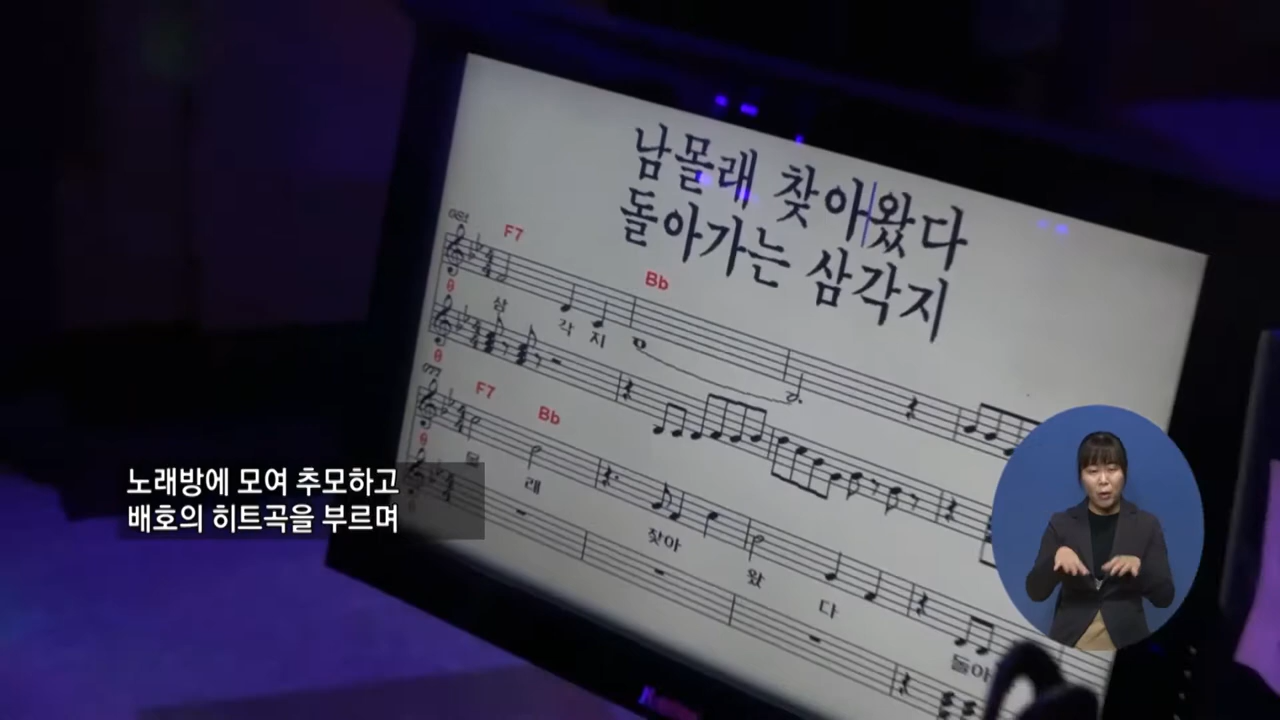 남몰래 찾아왔다
돌아가는 삼각지
F7
Bb
삼 각 지
F7
Bb
래 찾아 왔 다 돌아
노래방에 모여 추모하고
배호의 히트곡을 부르며